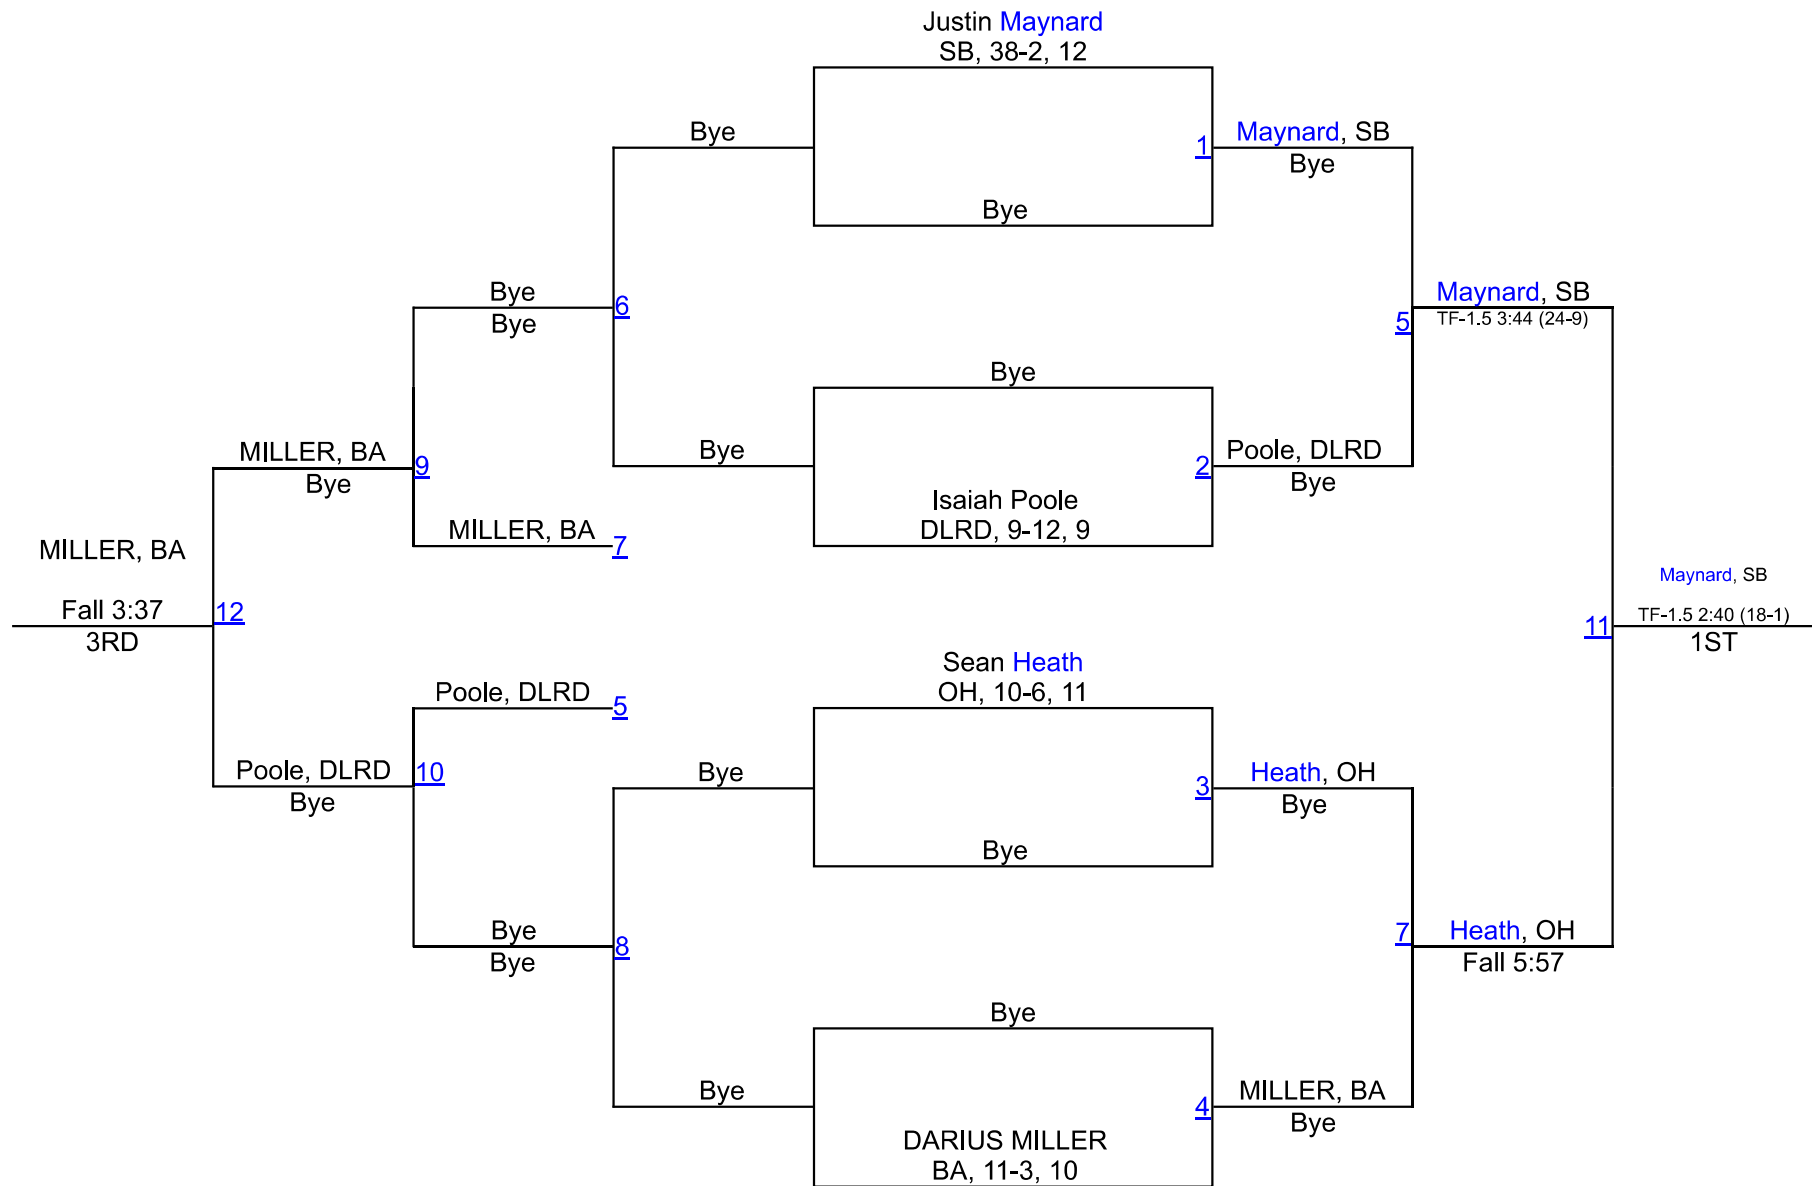 Justin Maynard
SB, 38-2, 12
Bye
1
Maynard, SB
Bye
Bye
Bye
Bye
6
5
Maynard, SB
TF-1.5 3:44 (24-9)
Bye
MILLER, BA
Bye
9
Bye
2
Poole, DLRD
Bye
Isaiah Poole
DLRD, 9-12, 9
MILLER, BA
7
MILLER, BA
Fall 3:37
3RD
12
Maynard, SB
TF-1.5 2:40 (18-1)
1ST
11
Sean Heath
OH, 10-6, 11
Poole, DLRD
5
Poole, DLRD
Bye
10
Bye
3
Heath, OH
Bye
Bye
Bye
Bye
8
7
Heath, OH
Fall 5:57
Bye
Bye
4
MILLER, BA
Bye
DARIUS MILLER
BA, 11-3, 10